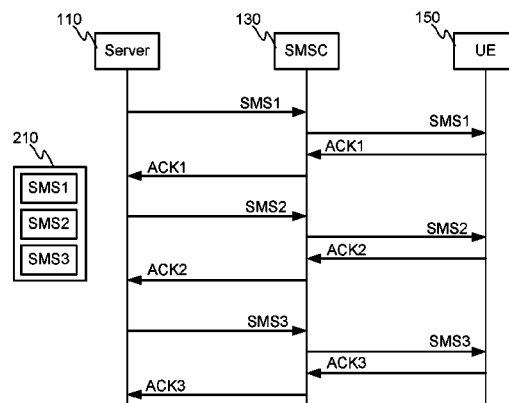 110
130
150
Server
SMSC
UE
SMS1
SMS1
ACK1
ACK1
210
SMS1
SMS2
SMS3
SMS2
SMS2
ACK2
ACK2
SMS3
SMS3
ACK3
ACK3